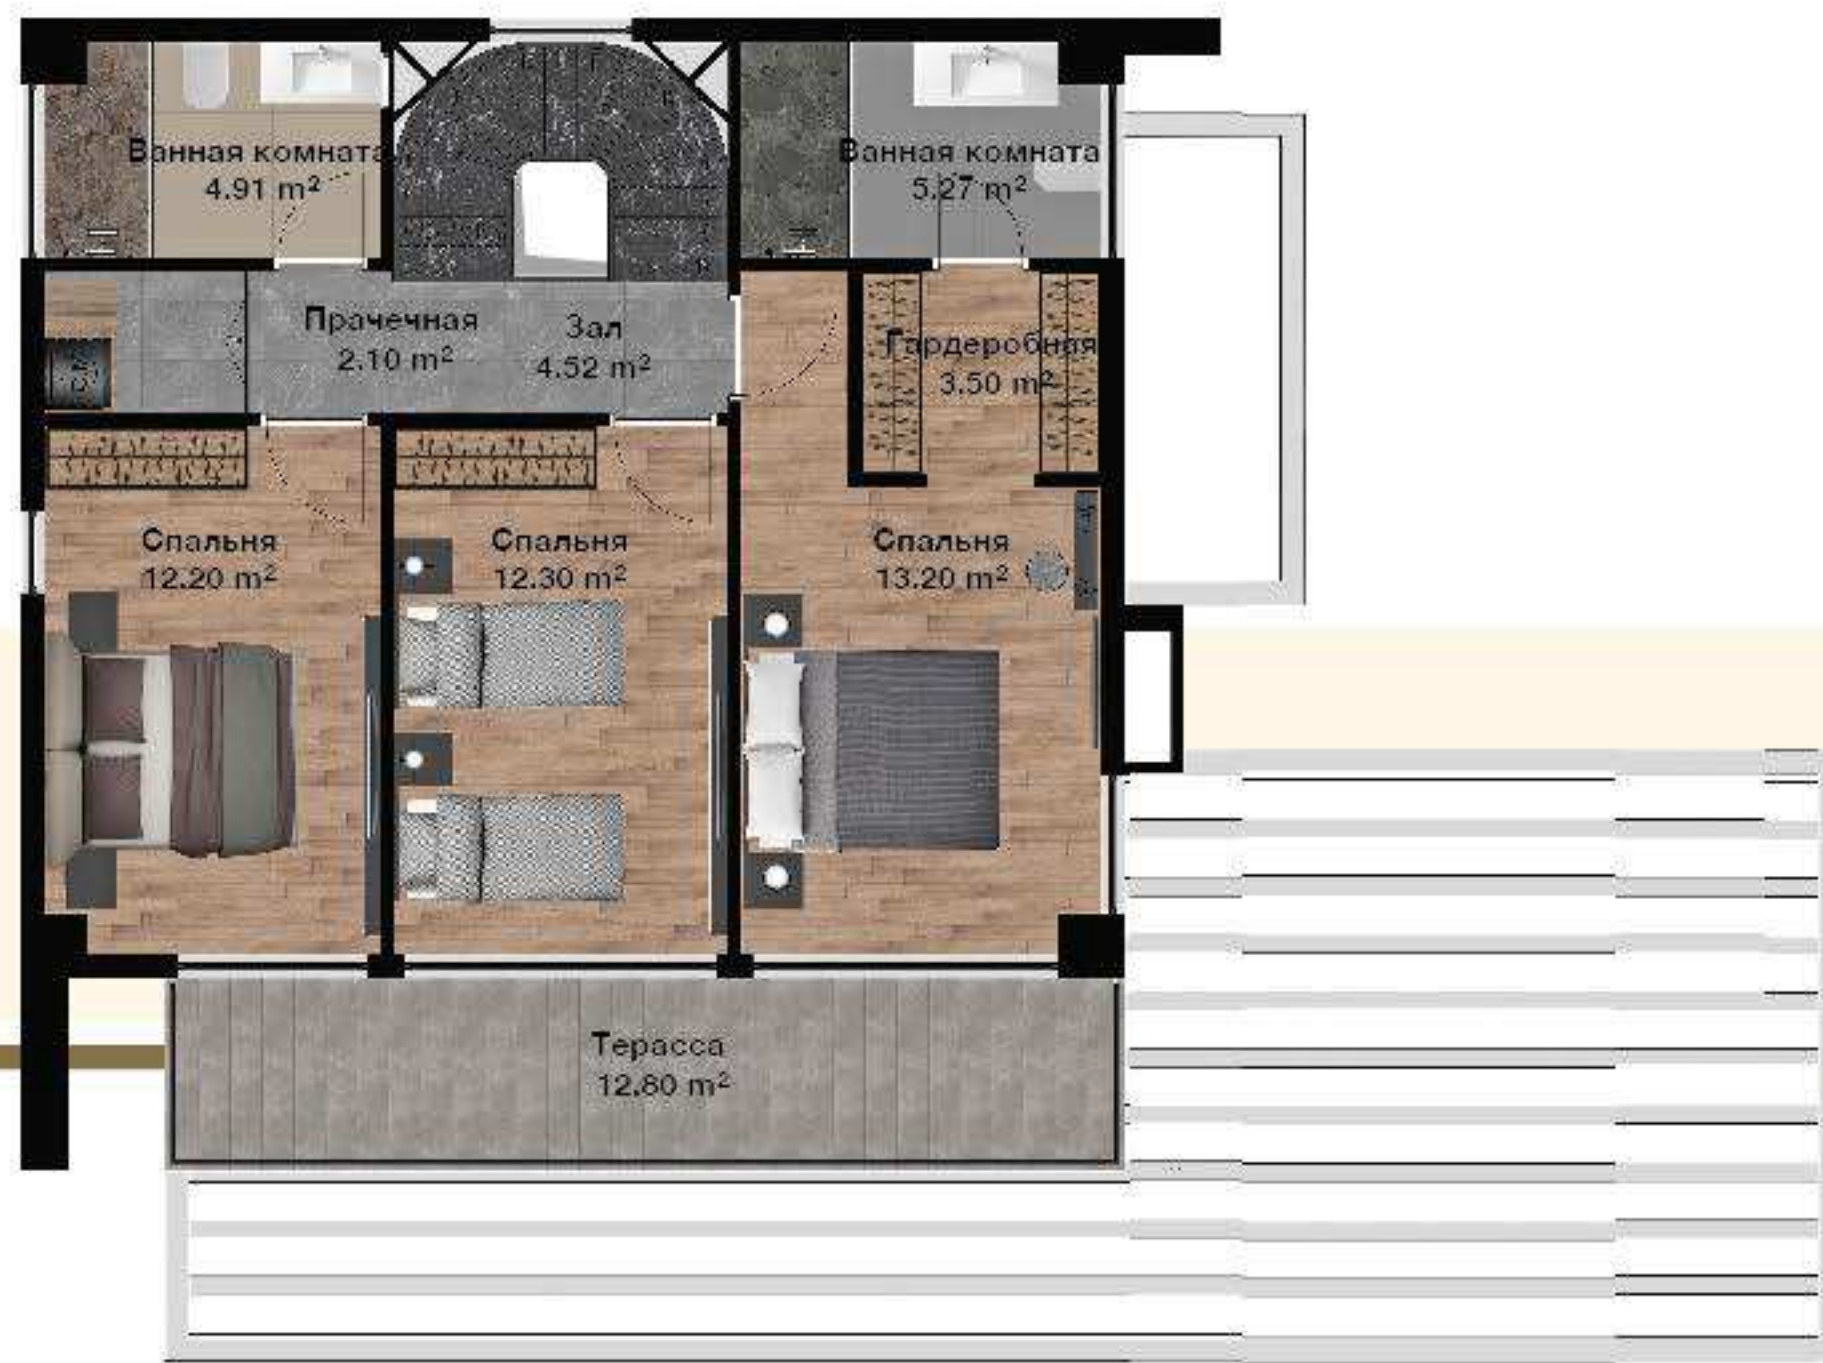 Ванная комната
4.91 m²
Ванная комната
5.27 m²
Прачечная
2.10 m²
Зал
4.52 m²
Гардеробная
3.50 m²
Спальня
12.20 m²
Спальня
12.30 m²
Спальня
13.20 m²
Терасса
12.80 m²